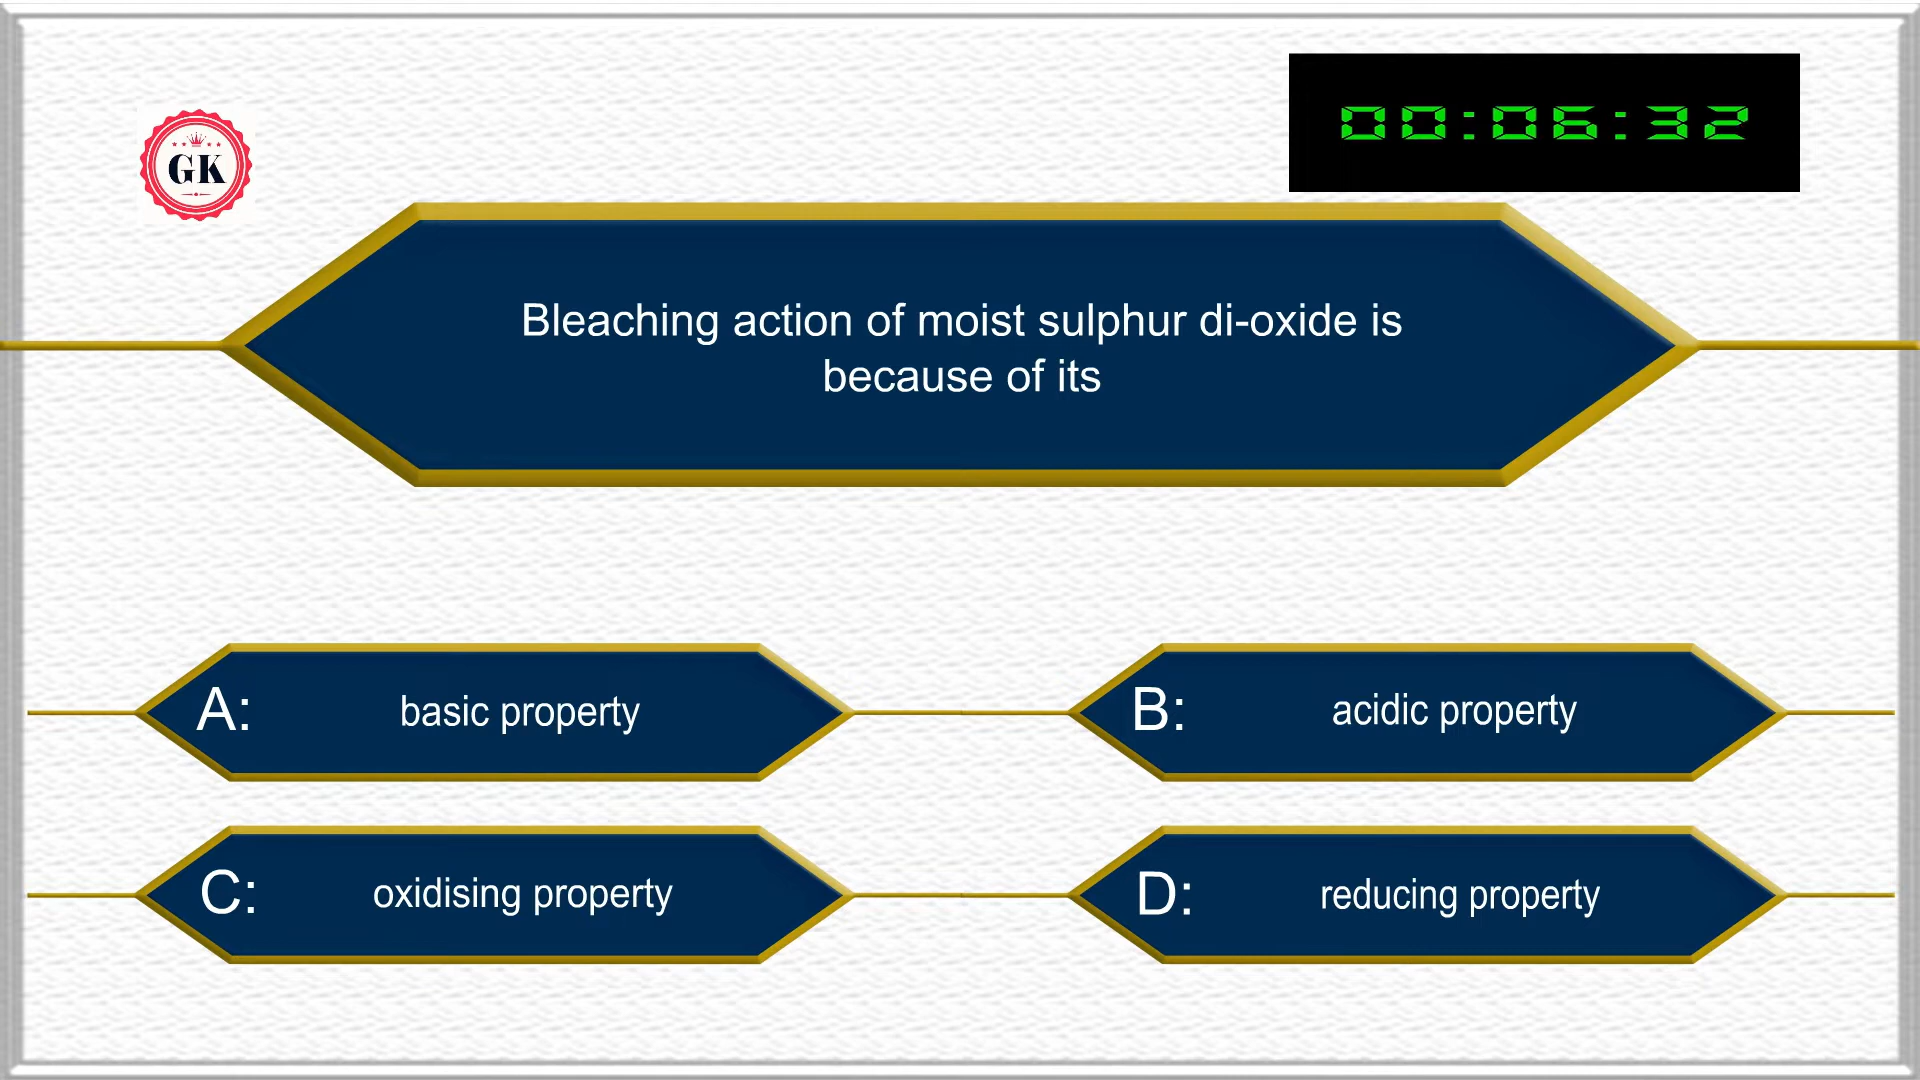 00:06:32
GK
Bleaching action of moist sulphur di-oxide is
because of its
A: basic property
B: acidic property
C: oxidising property
D: reducing property